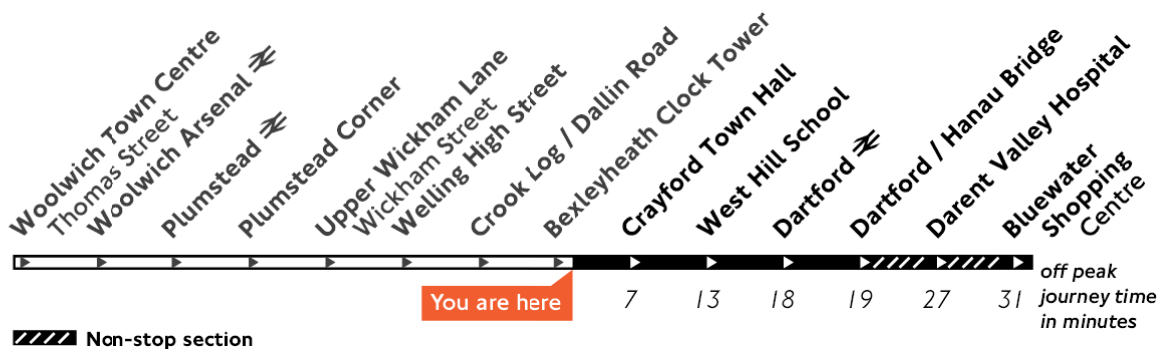 Woolwich Town Centre
Thomas Street
Woolwich Arsenal
Plumstead
Plumstead Corner
Upper Wickham Lane
Wickham Street
Welling High Street
Crook Log / Dallin Road
Bexleyheath Clock Tower
Crayford Town Hall
West Hill School
Dartford
Dartford / Hanau Bridge
Darent Valley Hospital
Bluewater
Shopping
Centre
You are here
7 13 18 19 27 31
off peak
journey time
in minutes
Non-stop section